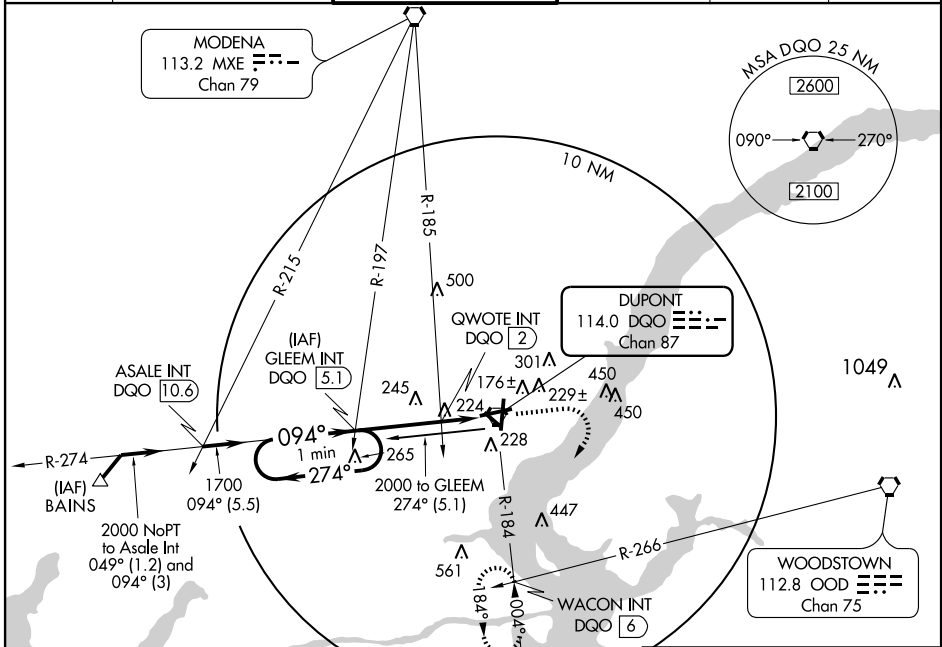 MODENA
113.2 MXE
Chan 79
MSA DQO 25 NM
2600
090°
270°
2100
10 NM
R-215
R-197
R-185
500
DUPONT
114.0 DQO
Chan 87
QWOTE INT
DQO 2
(IAF)
GLEEM INT
DQO 5.1
ASALE INT
DQO 10.6
301
1049
245
176±
229±
450
450
224
228
094°
1 min
274°
265
R-274
(IAF)
BAINS
1700
094° (5.5)
2000 to GLEEM
274° (5.1)
2000 NoPT
to Asale Int
049° (1.2) and
094° (3)
R-184
447
561
R-266
WOODSTOWN
112.8 OOD
Chan 75
184°
004°
WACON INT
DQO 6